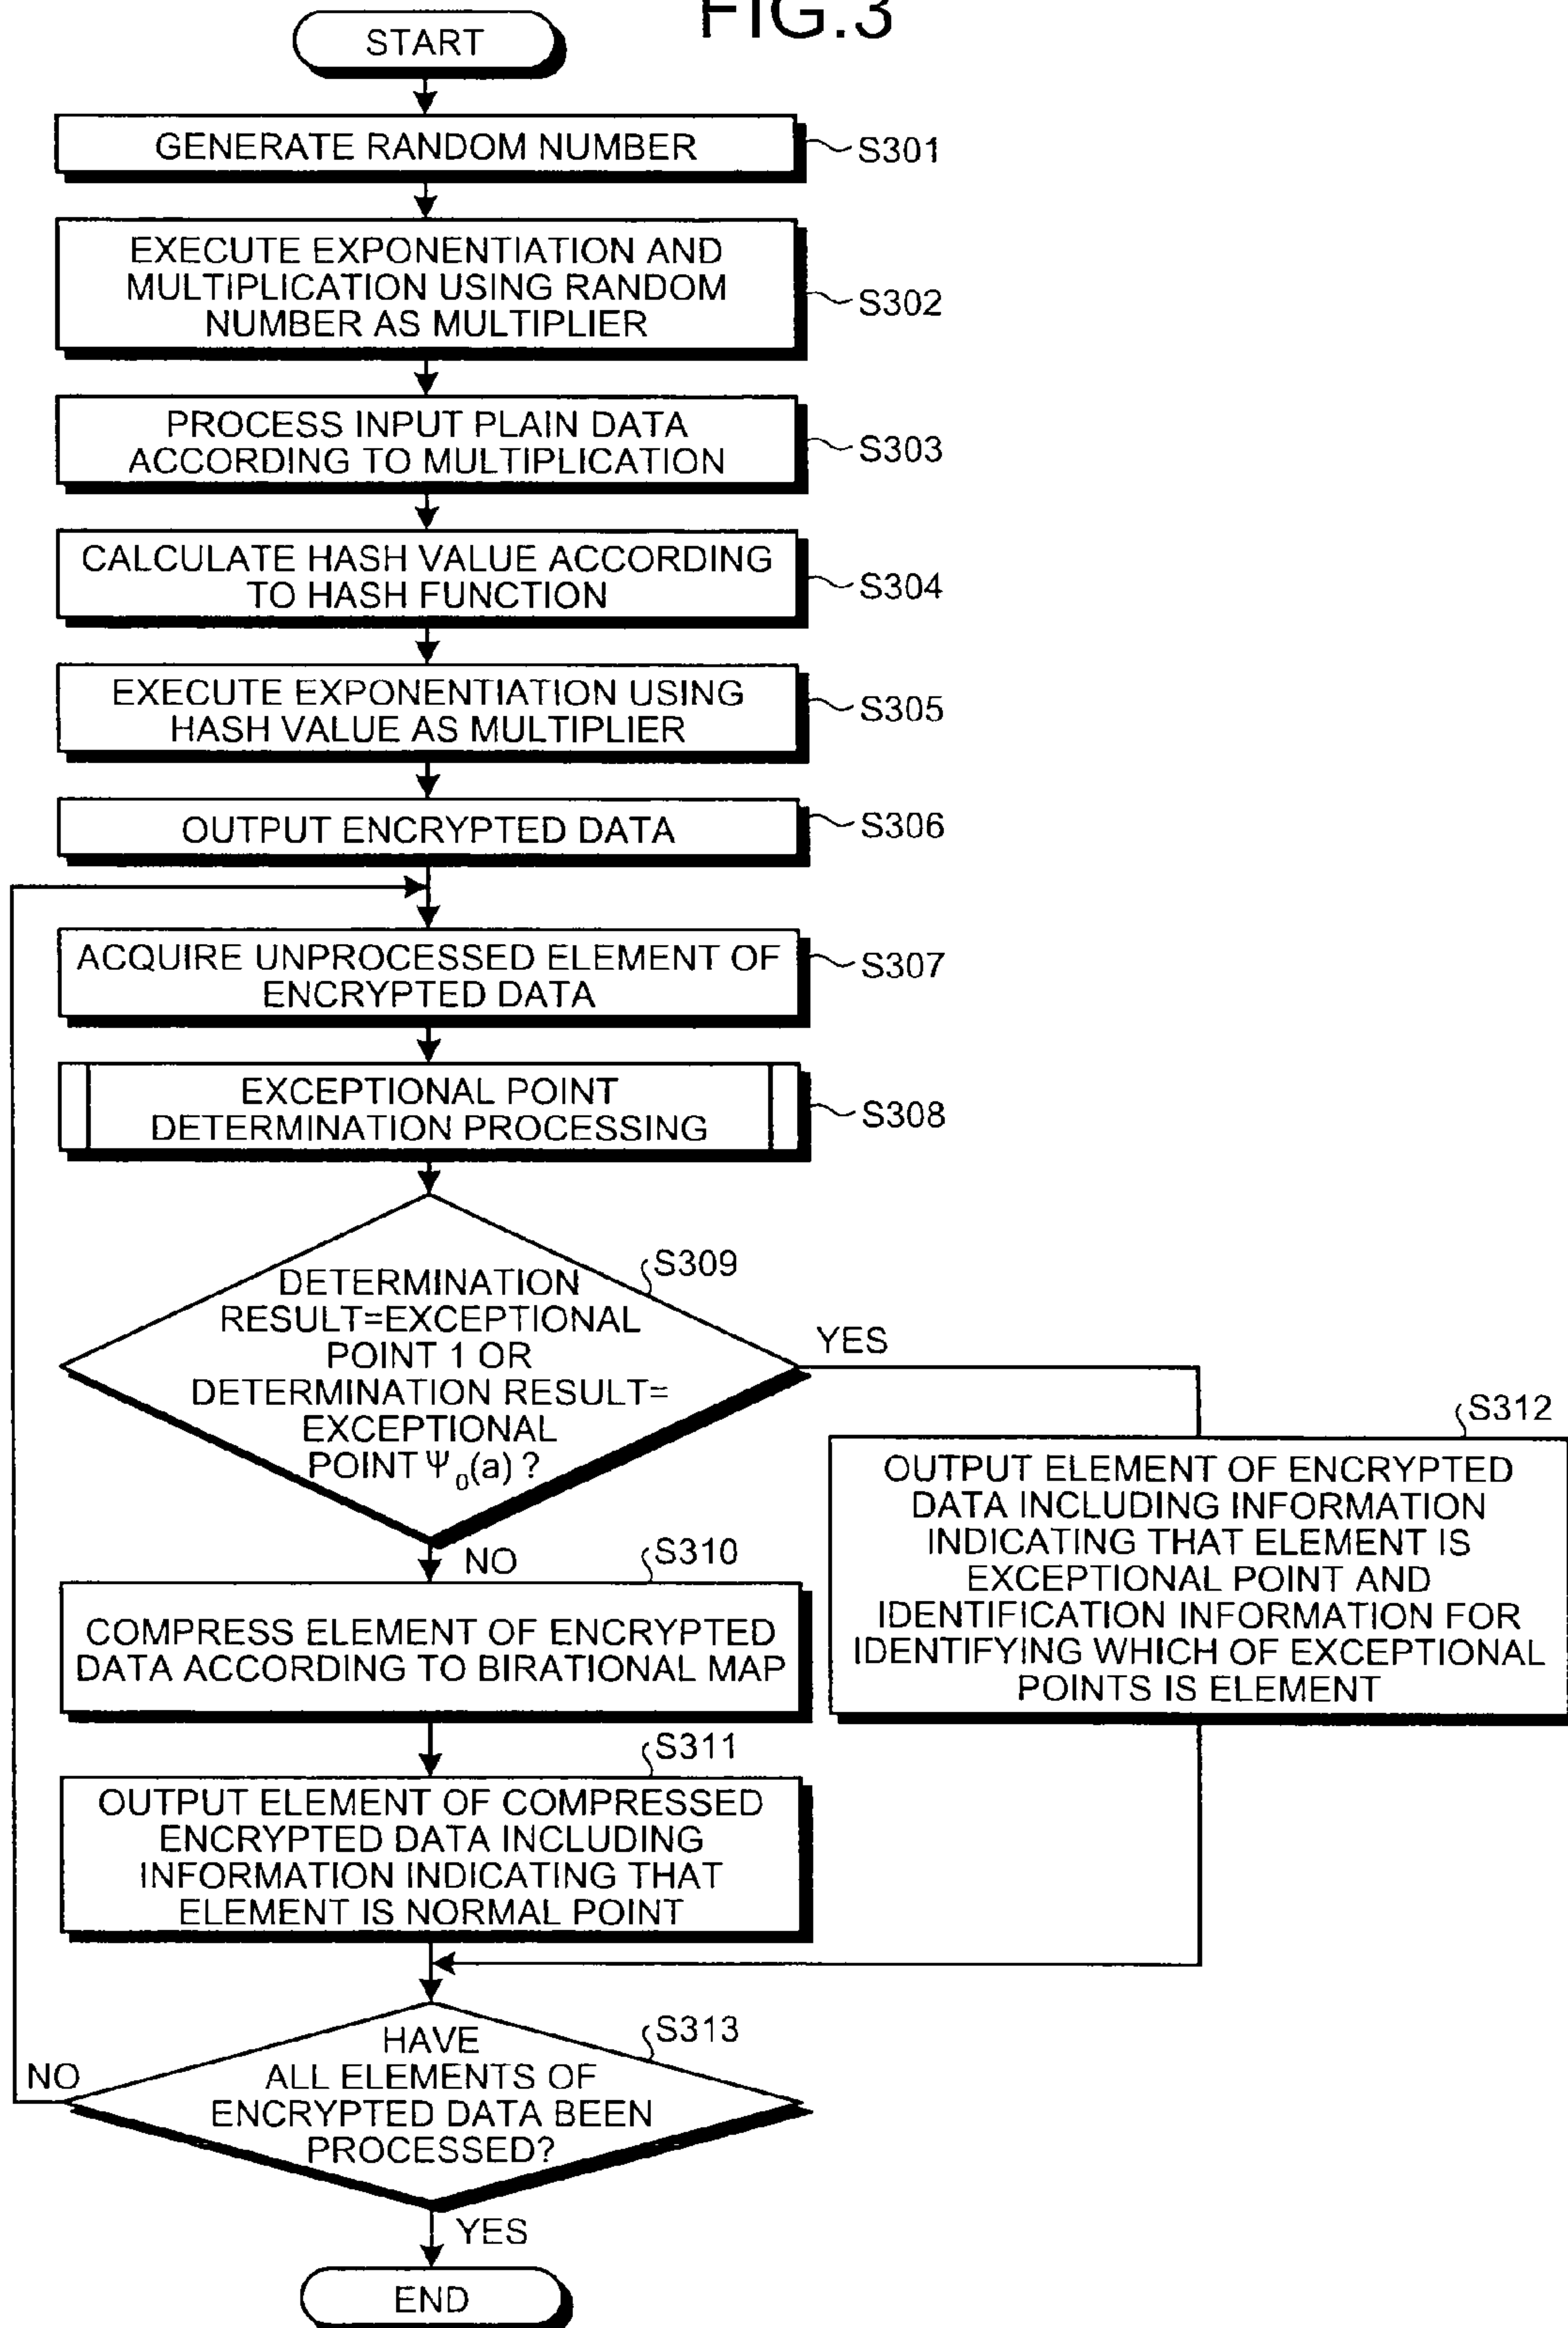 FIG.3
START
GENERATE RANDOM NUMBER
S301
EXECUTE EXPONENTIATION AND
MULTIPLICATION USING RANDOM
NUMBER AS MULTIPLIER
S302
PROCESS INPUT PLAIN DATA
ACCORDING TO MULTIPLICATION
S303
CALCULATE HASH VALUE ACCORDING
TO HASH FUNCTION
S304
EXECUTE EXPONENTIATION USING
HASH VALUE AS MULTIPLIER
S305
OUTPUT ENCRYPTED DATA
S306
ACQUIRE UNPROCESSED ELEMENT OF
ENCRYPTED DATA
S307
EXCEPTIONAL POINT
DETERMINATION PROCESSING
S308
S309
DETERMINATION
RESULT=EXCEPTIONAL
POINT 1 OR
DETERMINATION RESULT=
EXCEPTIONAL
POINT Ψ₀(a) ?
YES
NO
S312
OUTPUT ELEMENT OF ENCRYPTED
DATA INCLUDING INFORMATION
INDICATING THAT ELEMENT IS
EXCEPTIONAL POINT AND
IDENTIFICATION INFORMATION FOR
IDENTIFYING WHICH OF EXCEPTIONAL
POINTS IS ELEMENT
S310
COMPRESS ELEMENT OF ENCRYPTED
DATA ACCORDING TO BIRATIONAL MAP
S311
OUTPUT ELEMENT OF COMPRESSED
ENCRYPTED DATA INCLUDING
INFORMATION INDICATING THAT
ELEMENT IS NORMAL POINT
S313
HAVE
ALL ELEMENTS OF
ENCRYPTED DATA BEEN
PROCESSED?
NO
YES
END